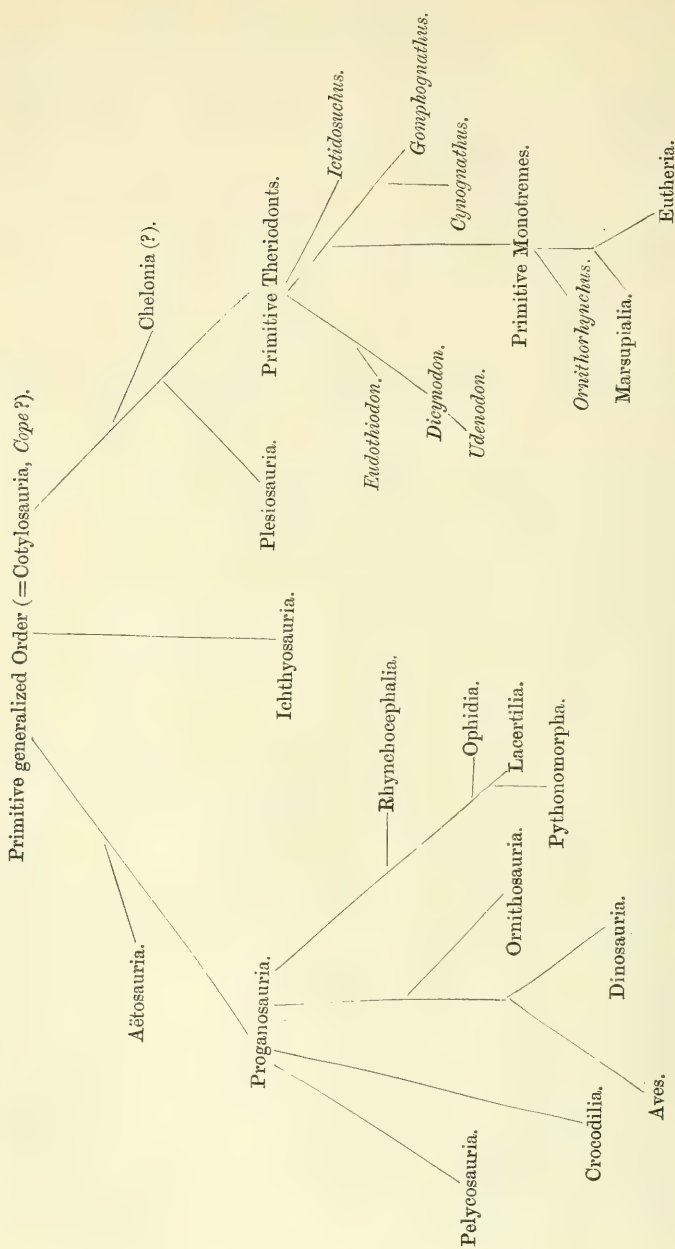 Primitive generalized Order (=Cotylosauria, Cope ?).
Aëtosauria.
Chelonia (?).
Plesiosauria.
Ichthyosauria.
Proganosauria.
Primitive Theriodonts.
Ictidosuchus.
Gomphognathus.
Cynognathus.
Eudothiodon.
Dicynodon.
Udenodon.
Primitive Monotremes.
Ornithorhynchus.
Marsupialia.
Eutheria.
Rhynchocephalia.
Ophidia.
Lacertilia.
Pythonomorpha.
Ornithosauria.
Dinosauria.
Aves.
Crocodilia.
Pelycosauria.